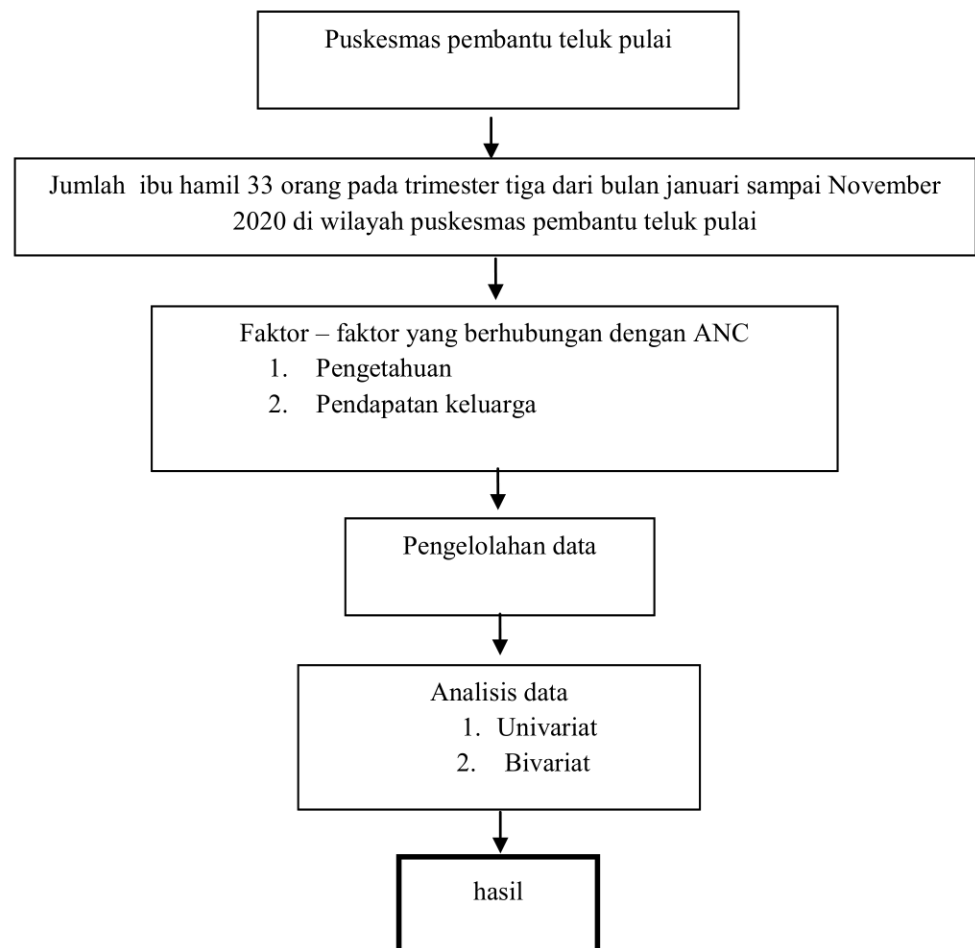 Puskesmas pembantu teluk pulai
Jumlah ibu hamil 33 orang pada trimester tiga dari bulan januari sampai November
2020 di wilayah puskesmas pembantu teluk pulai
Faktor – faktor yang berhubungan dengan ANC
1. Pengetahuan
2. Pendapatan keluarga
Pengelolahan data
Analisis data
1. Univariat
2. Bivariat
hasil